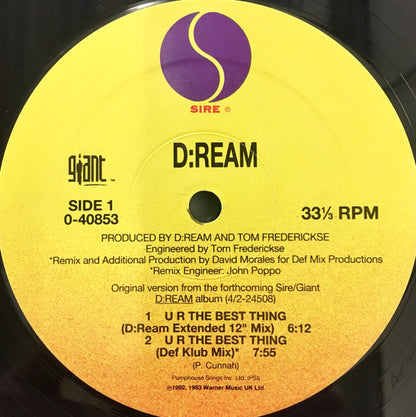 SIRE ®
giant ™
D:REAM
SIDE 1
0-40853
33⅓ RPM
PRODUCED BY D:REAM AND TOM FREDERICKSE
Engineered by Tom Frederickse
*Remix and Additional Production by David Morales for Def Mix Productions
*Remix Engineer: John Poppo
Original version from the forthcoming Sire/Giant
D:REAM album (4/2-24508)
1 U R THE BEST THING
(D:Ream Extended 12" Mix) 6:12
2 U R THE BEST THING
(Def Klub Mix)* 7:55
(P. Cunnah)
Pomphouse Songs Inc. Ltd. (PSI)
℗1992, 1993 Warner Music UK Ltd.